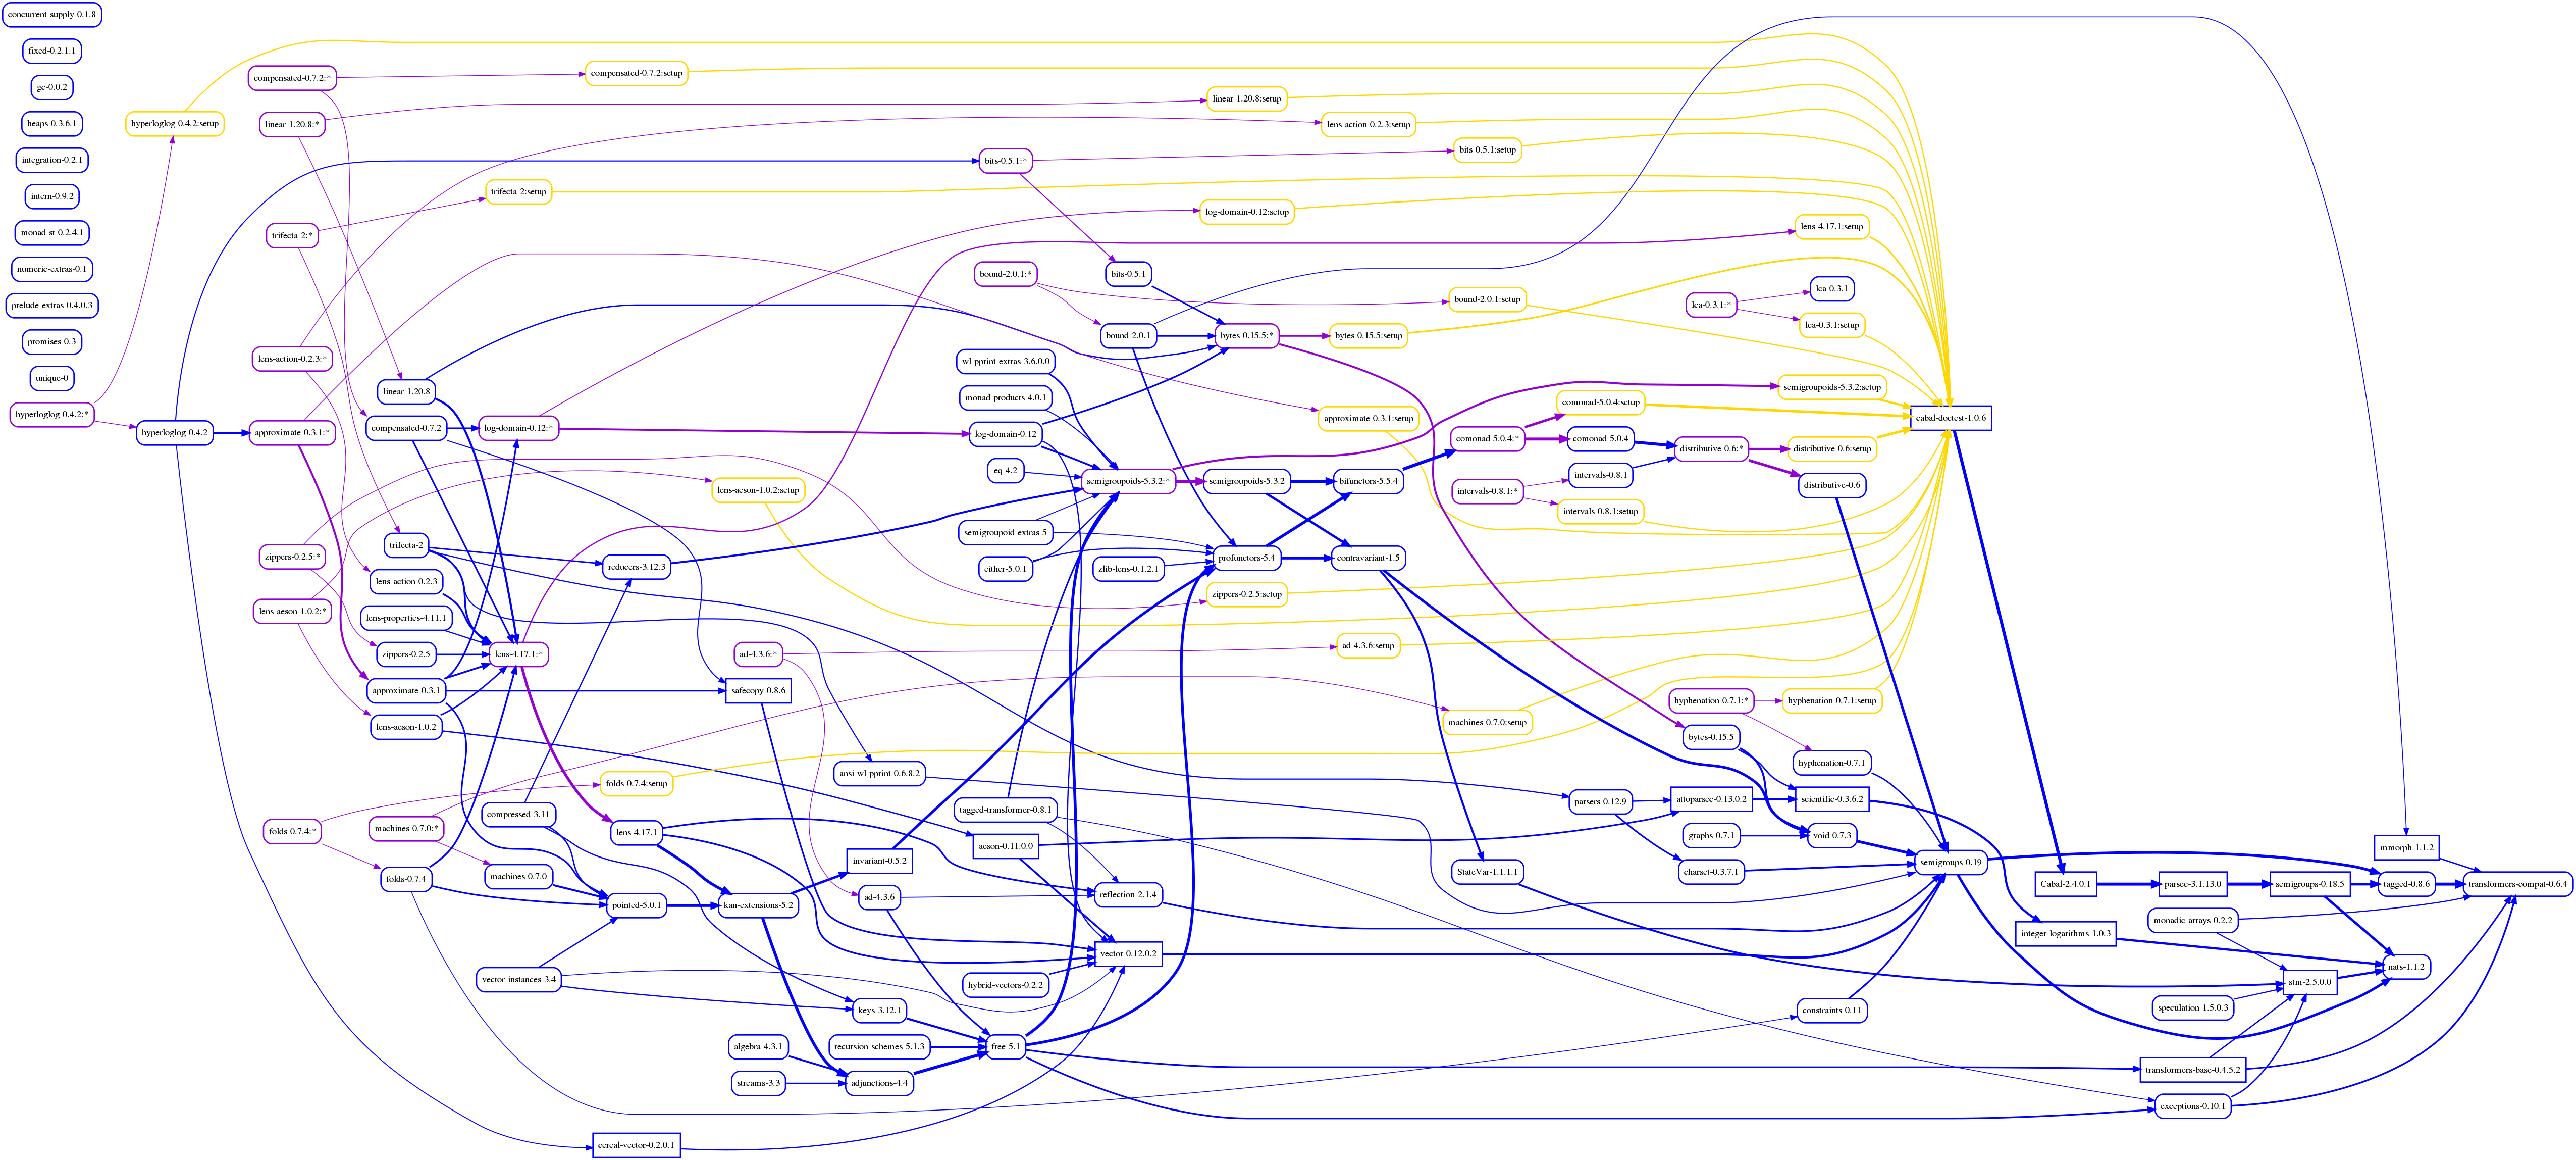 concurrent-supply-0.1.8
fixed-0.2.1.1
gc-0.0.2
heaps-0.3.6.1
integration-0.2.1
intern-0.9.2
monad-st-0.2.4.1
numeric-extras-0.1
prelude-extras-0.4.0.3
promises-0.3
unique-0
hyperloglog-0.4.2:*
hyperloglog-0.4.2:setup
hyperloglog-0.4.2
compensated-0.7.2:*
linear-1.20.8:*
trifecta-2:*
lens-action-0.2.3:*
approximate-0.3.1:*
zippers-0.2.5:*
lens-aeson-1.0.2:*
folds-0.7.4:*
linear-1.20.8
compensated-0.7.2
trifecta-2
lens-action-0.2.3
lens-properties-4.11.1
zippers-0.2.5
approximate-0.3.1
lens-aeson-1.0.2
machines-0.7.0:*
folds-0.7.4
trifecta-2:setup
log-domain-0.12:*
lens-4.17.1:*
compressed-3.11
machines-0.7.0
vector-instances-3.4
compensated-0.7.2:setup
reducers-3.12.3
folds-0.7.4:setup
lens-4.17.1
pointed-5.0.1
cereal-vector-0.2.0.1
lens-aeson-1.0.2:setup
ad-4.3.6:*
safecopy-0.8.6
kan-extensions-5.2
algebra-4.3.1
streams-3.3
ansi-wl-pprint-0.6.8.2
invariant-0.5.2
ad-4.3.6
keys-3.12.1
recursion-schemes-5.1.3
adjunctions-4.4
bits-0.5.1:*
bound-2.0.1:*
wl-pprint-extras-3.6.0.0
monad-products-4.0.1
log-domain-0.12
eq-4.2
semigroupoid-extras-5
either-5.0.1
tagged-transformer-0.8.1
aeson-0.11.0.0
hybrid-vectors-0.2.2
free-5.1
bits-0.5.1
bound-2.0.1
semigroupoids-5.3.2:*
zlib-lens-0.1.2.1
reflection-2.1.4
vector-0.12.0.2
linear-1.20.8:setup
log-domain-0.12:setup
bytes-0.15.5:*
semigroupoids-5.3.2
profunctors-5.4
zippers-0.2.5:setup
lens-action-0.2.3:setup
bytes-0.15.5:setup
approximate-0.3.1:setup
bifunctors-5.5.4
contravariant-1.5
ad-4.3.6:setup
bits-0.5.1:setup
bound-2.0.1:setup
comonad-5.0.4:*
intervals-0.8.1:*
machines-0.7.0:setup
StateVar-1.1.1.1
comonad-5.0.4:setup
comonad-5.0.4
intervals-0.8.1
intervals-0.8.1:setup
parsers-0.12.9
lca-0.3.1:*
distributive-0.6:*
hyphenation-0.7.1:*
bytes-0.15.5
attoparsec-0.13.0.2
graphs-0.7.1
charset-0.3.7.1
lens-4.17.1:setup
lca-0.3.1
lca-0.3.1:setup
semigroupoids-5.3.2:setup
distributive-0.6:setup
distributive-0.6
hyphenation-0.7.1:setup
hyphenation-0.7.1
scientific-0.3.6.2
void-0.7.3
constraints-0.11
cabal-doctest-1.0.6
semigroups-0.19
Cabal-2.4.0.1
integer-logarithms-1.0.3
parsec-3.1.13.0
monadic-arrays-0.2.2
speculation-1.5.0.3
transformers-base-0.4.5.2
exceptions-0.10.1
semigroups-0.18.5
stm-2.5.0.0
mmorph-1.1.2
tagged-0.8.6
nats-1.1.2
transformers-compat-0.6.4